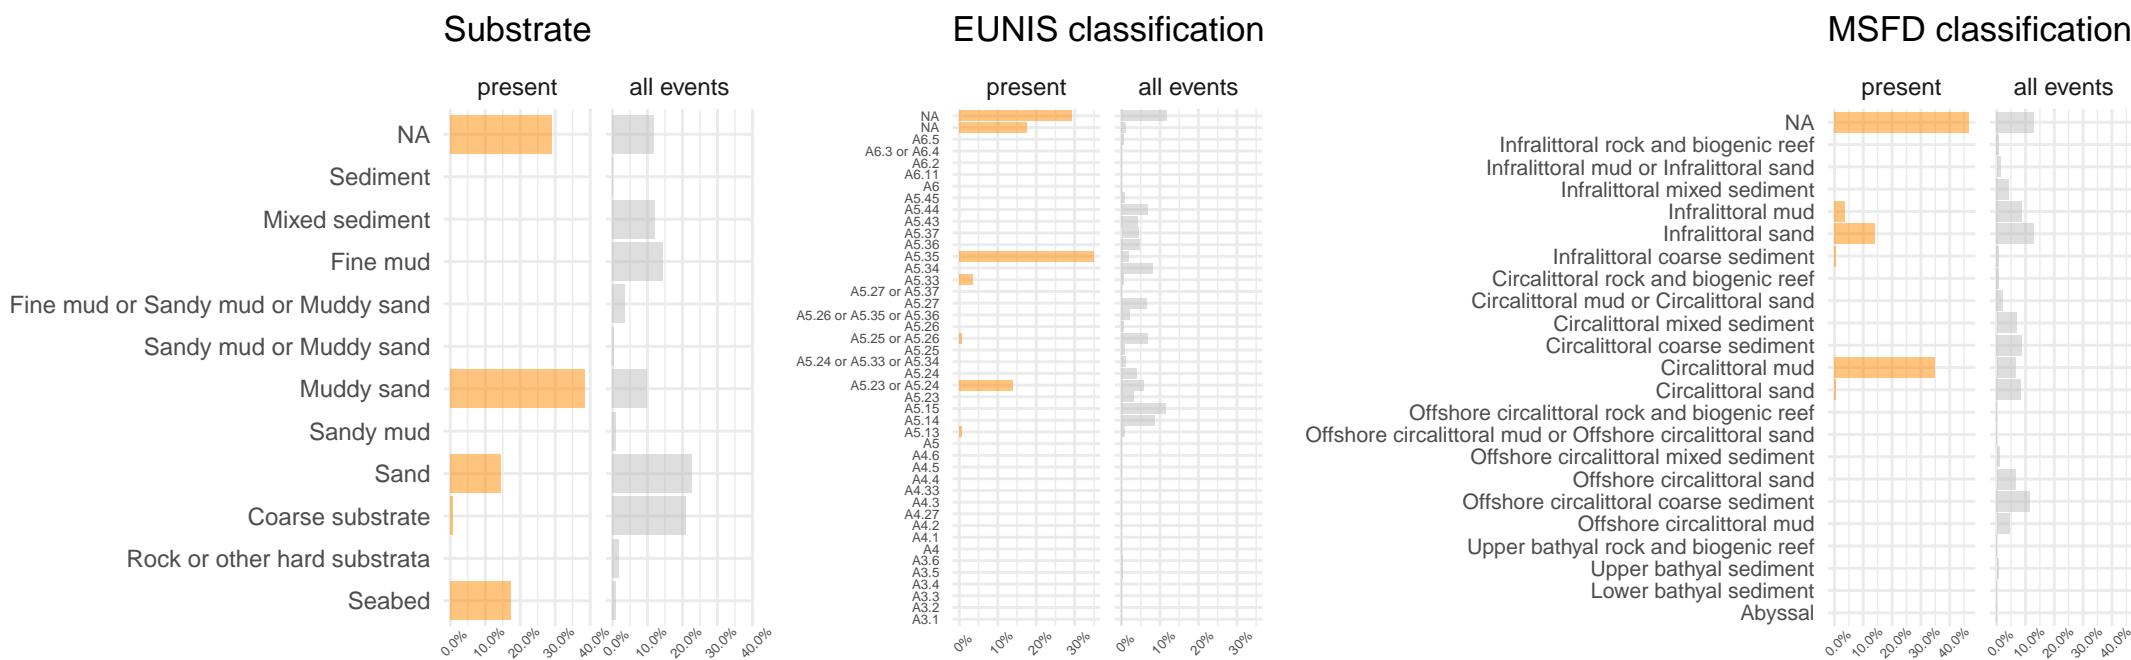 Substrate
EUNIS classification
MSFD classification
present
all events
NA
Sediment
Mixed sediment
Fine mud
Fine mud or Sandy mud or Muddy sand
Sandy mud or Muddy sand
Muddy sand
Sandy mud
Sand
Coarse substrate
Rock or other hard substrata
Seabed
0.0%
10.0%
20.0%
30.0%
40.0%
0.0%
10.0%
20.0%
30.0%
40.0%
present
all events
NA
NA
A6.5
A6.3 or A6.4
A6.2
A6.11
A6
A5.45
A5.44
A5.43
A5.37
A5.36
A5.35
A5.34
A5.33
A5.27 or A5.37
A5.27
A5.26 or A5.35 or A5.36
A5.26
A5.25 or A5.26
A5.25
A5.24 or A5.33 or A5.34
A5.24
A5.23 or A5.24
A5.23
A5.15
A5.14
A5.13
A5
A4.6
A4.5
A4.4
A4.33
A4.3
A4.27
A4.2
A4.1
A4
A3.6
A3.5
A3.4
A3.3
A3.2
A3.1
0%
10%
20%
30%
0%
10%
20%
30%
present
all events
NA
Infralittoral rock and biogenic reef
Infralittoral mud or Infralittoral sand
Infralittoral mixed sediment
Infralittoral mud
Infralittoral sand
Infralittoral coarse sediment
Circalittoral rock and biogenic reef
Circalittoral mud or Circalittoral sand
Circalittoral mixed sediment
Circalittoral coarse sediment
Circalittoral mud
Circalittoral sand
Offshore circalittoral rock and biogenic reef
Offshore circalittoral mud or Offshore circalittoral sand
Offshore circalittoral mixed sediment
Offshore circalittoral sand
Offshore circalittoral coarse sediment
Offshore circalittoral mud
Upper bathyal rock and biogenic reef
Upper bathyal sediment
Lower bathyal sediment
Abyssal
0.0%
10.0%
20.0%
30.0%
40.0%
0.0%
10.0%
20.0%
30.0%
40.0%